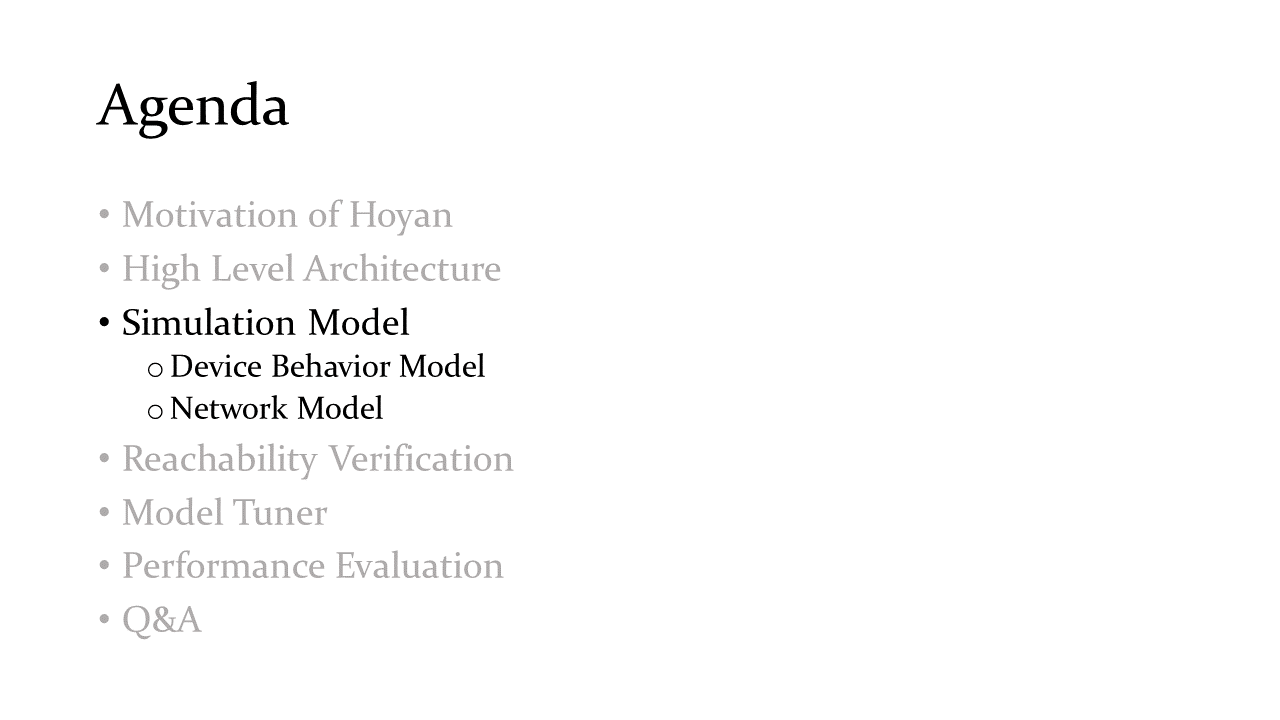 Agenda
• Motivation of Hoyan
• High Level Architecture
• Simulation Model
o Device Behavior Model
o Network Model
• Reachability Verification
• Model Tuner
• Performance Evaluation
• Q&A